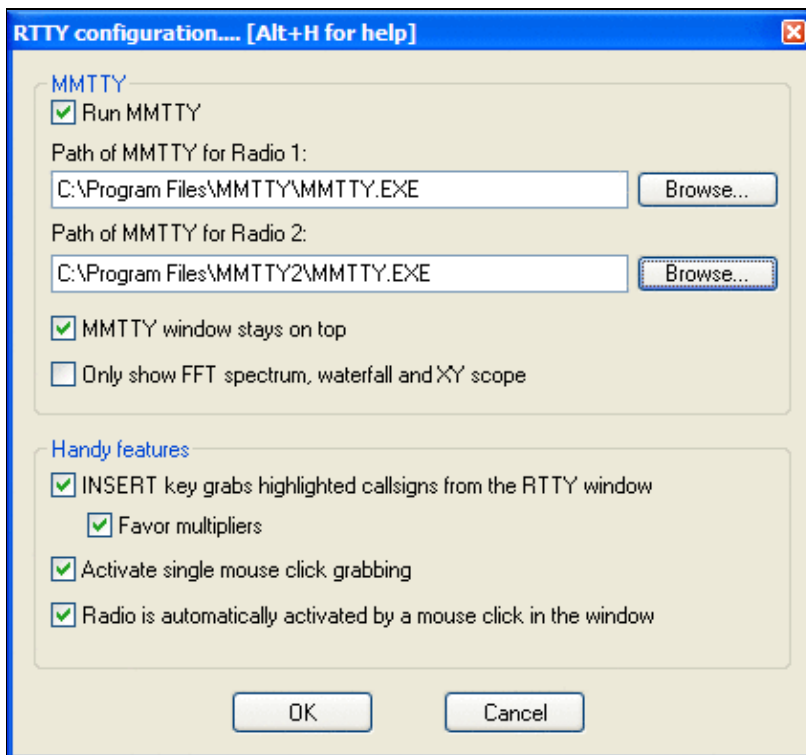 RTTY configuration.... [Alt+H for help]
MMTTY
Run MMTTY
Path of MMTTY for Radio 1:
C:\Program Files\MMTTY\MMTTY.EXE
Browse...
Path of MMTTY for Radio 2:
C:\Program Files\MMTTY2\MMTTY.EXE
Browse...
MMTTY window stays on top
Only show FFT spectrum, waterfall and XY scope
Handy features
INSERT key grabs highlighted callsigns from the RTTY window
Favor multipliers
Activate single mouse click grabbing
Radio is automatically activated by a mouse click in the window
OK
Cancel